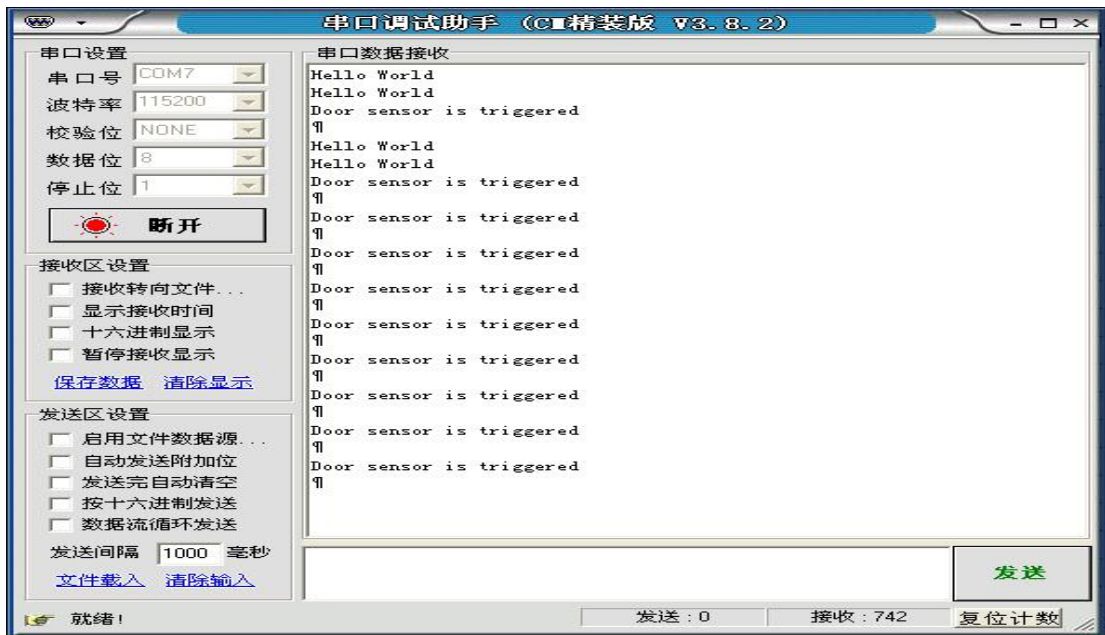 串口调试助手 (CM精装版 V3.8.2)
串口设置
串口号 COM7
波特率 115200
校验位 NONE
数据位 8
停止位 1
断开
接收区设置
接收转向文件...
显示接收时间
十六进制显示
暂停接收显示
保存数据 清除显示
发送区设置
启用文件数据源...
自动发送附加位
发送完自动清空
按十六进制发送
数据流循环发送
发送间隔 1000 毫秒
文件载入 清除输入
串口数据接收
Hello World
Hello World
Door sensor is triggered
¶
Hello World
Hello World
Door sensor is triggered
¶
Door sensor is triggered
¶
Door sensor is triggered
¶
Door sensor is triggered
¶
Door sensor is triggered
¶
Door sensor is triggered
¶
Door sensor is triggered
¶
Door sensor is triggered
¶
Door sensor is triggered
¶
发送
就绪! 发送:0 接收:742 复位计数